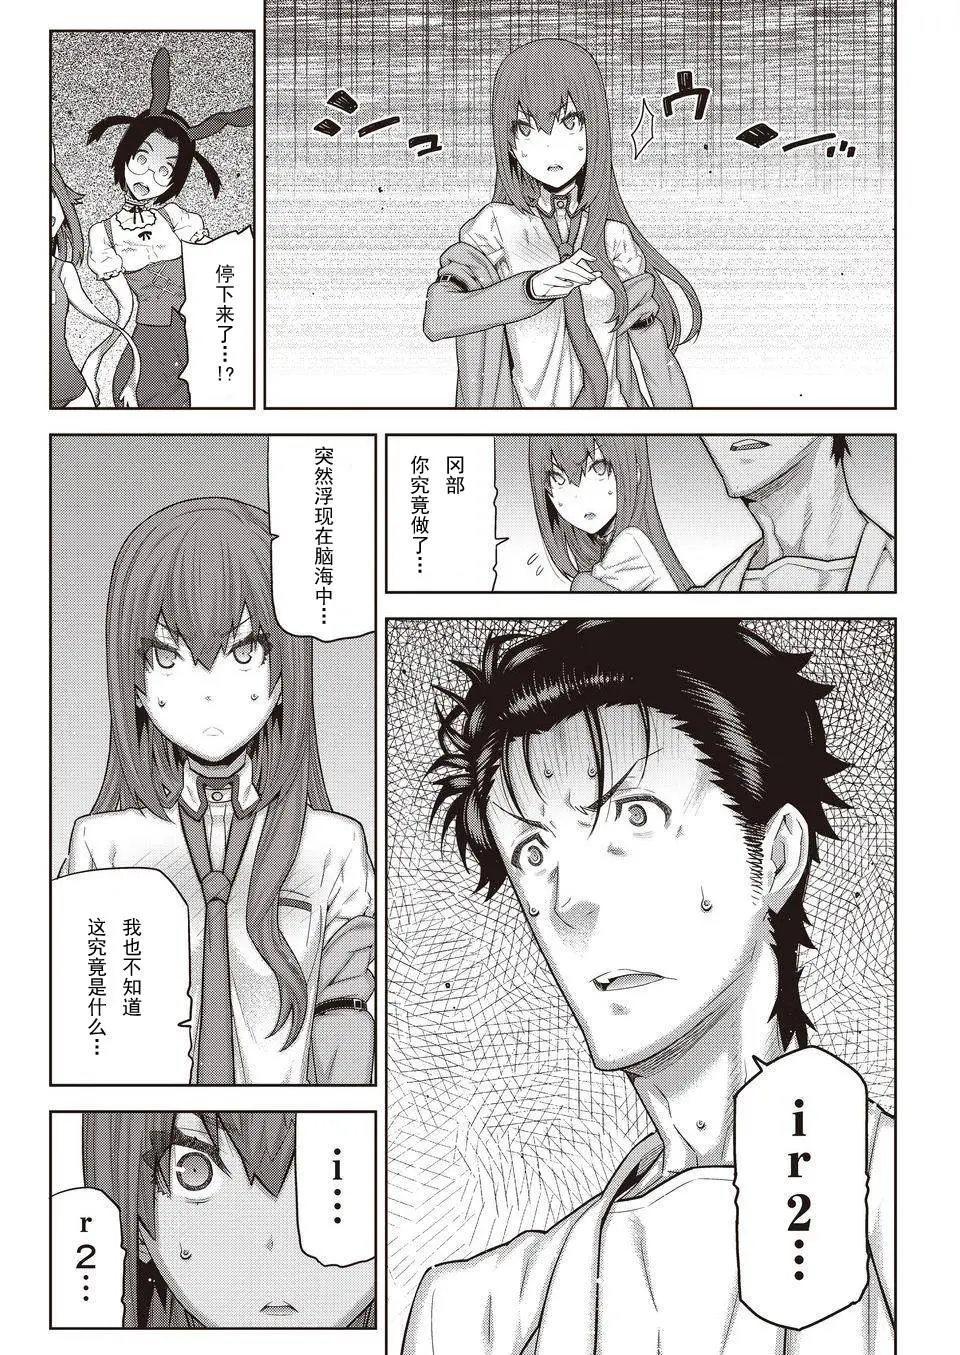 シュウーー
停下来了…!?
冈部
你究竟做了…
ir2…
突然浮现在脑海中…
我也不知道
这究竟是什么…
i…
r2…